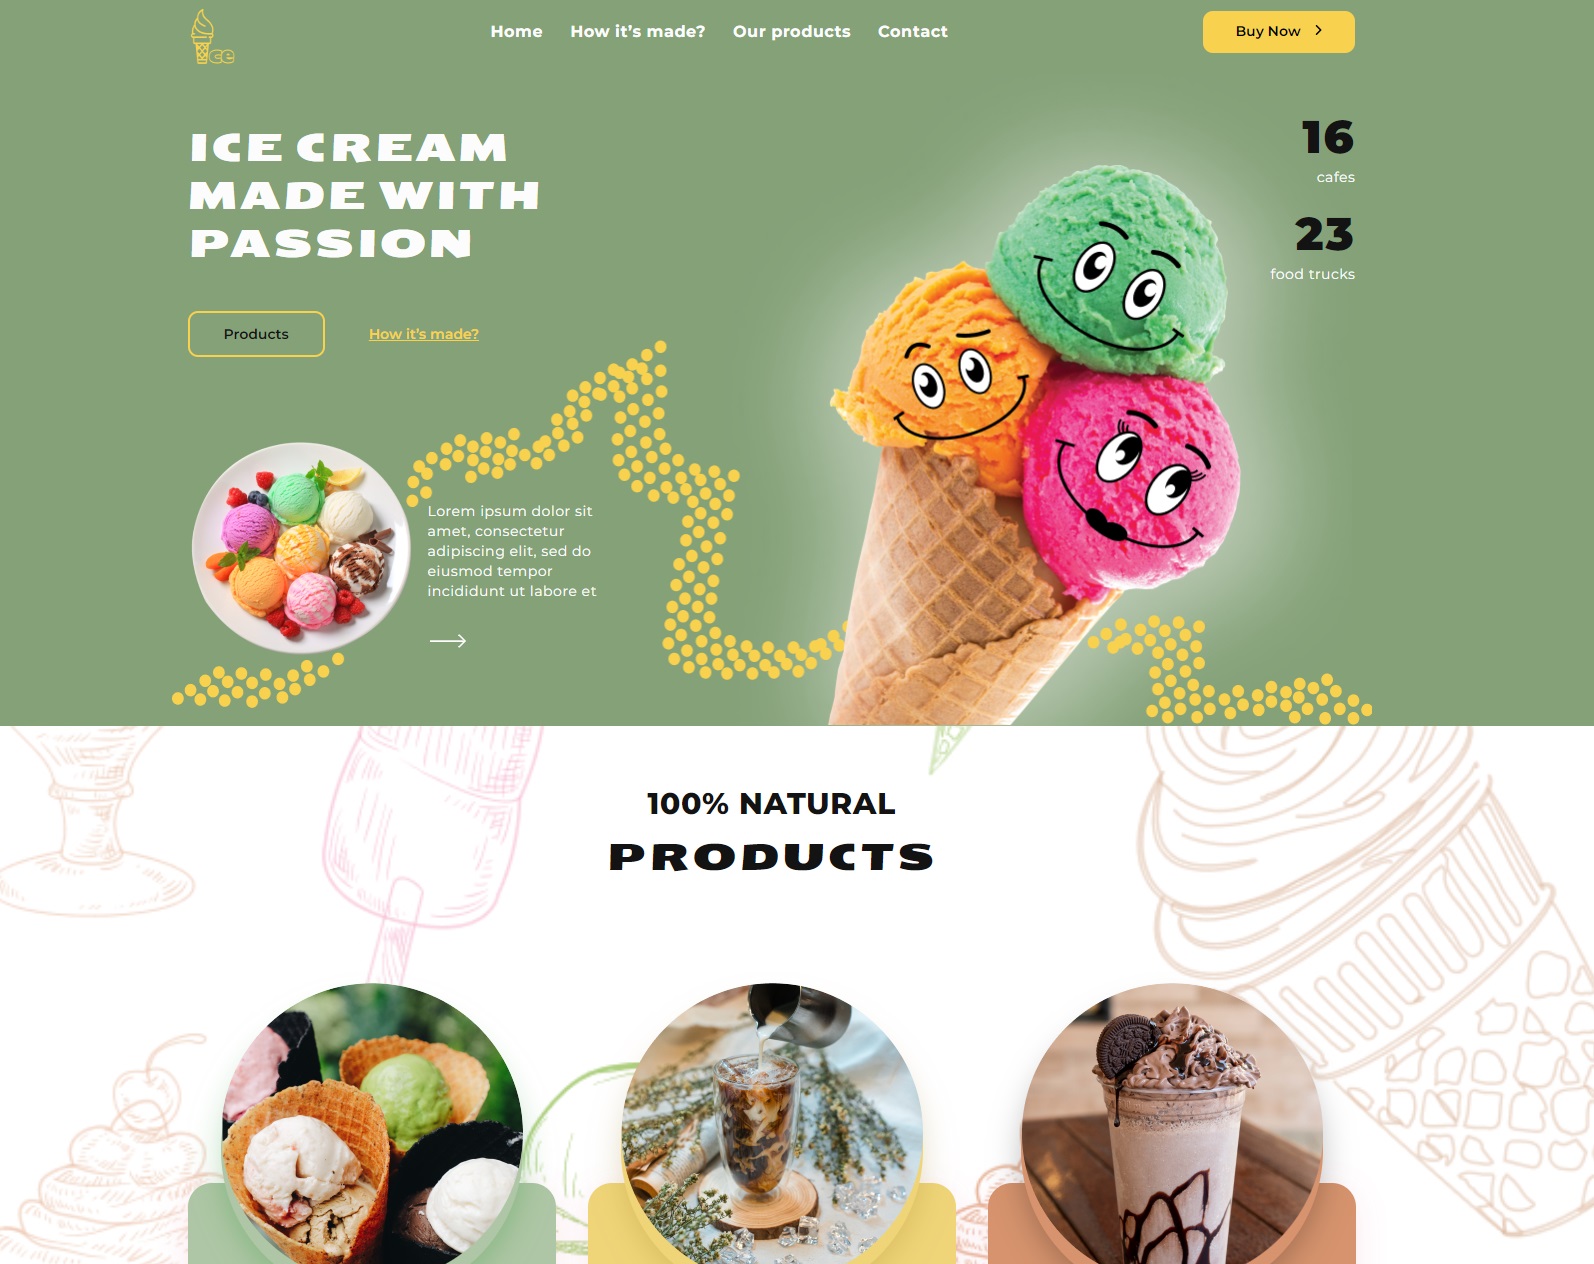 ce
Home
How it’s made?
Our products
Contact
Buy Now
ICE CREAM
MADE WITH
PASSION
Products
How it’s made?
16
cafes
23
food trucks
Lorem ipsum dolor sit
amet, consectetur
adipiscing elit, sed do
eiusmod tempor
incididunt ut labore et
100% NATURAL
PRODUCTS